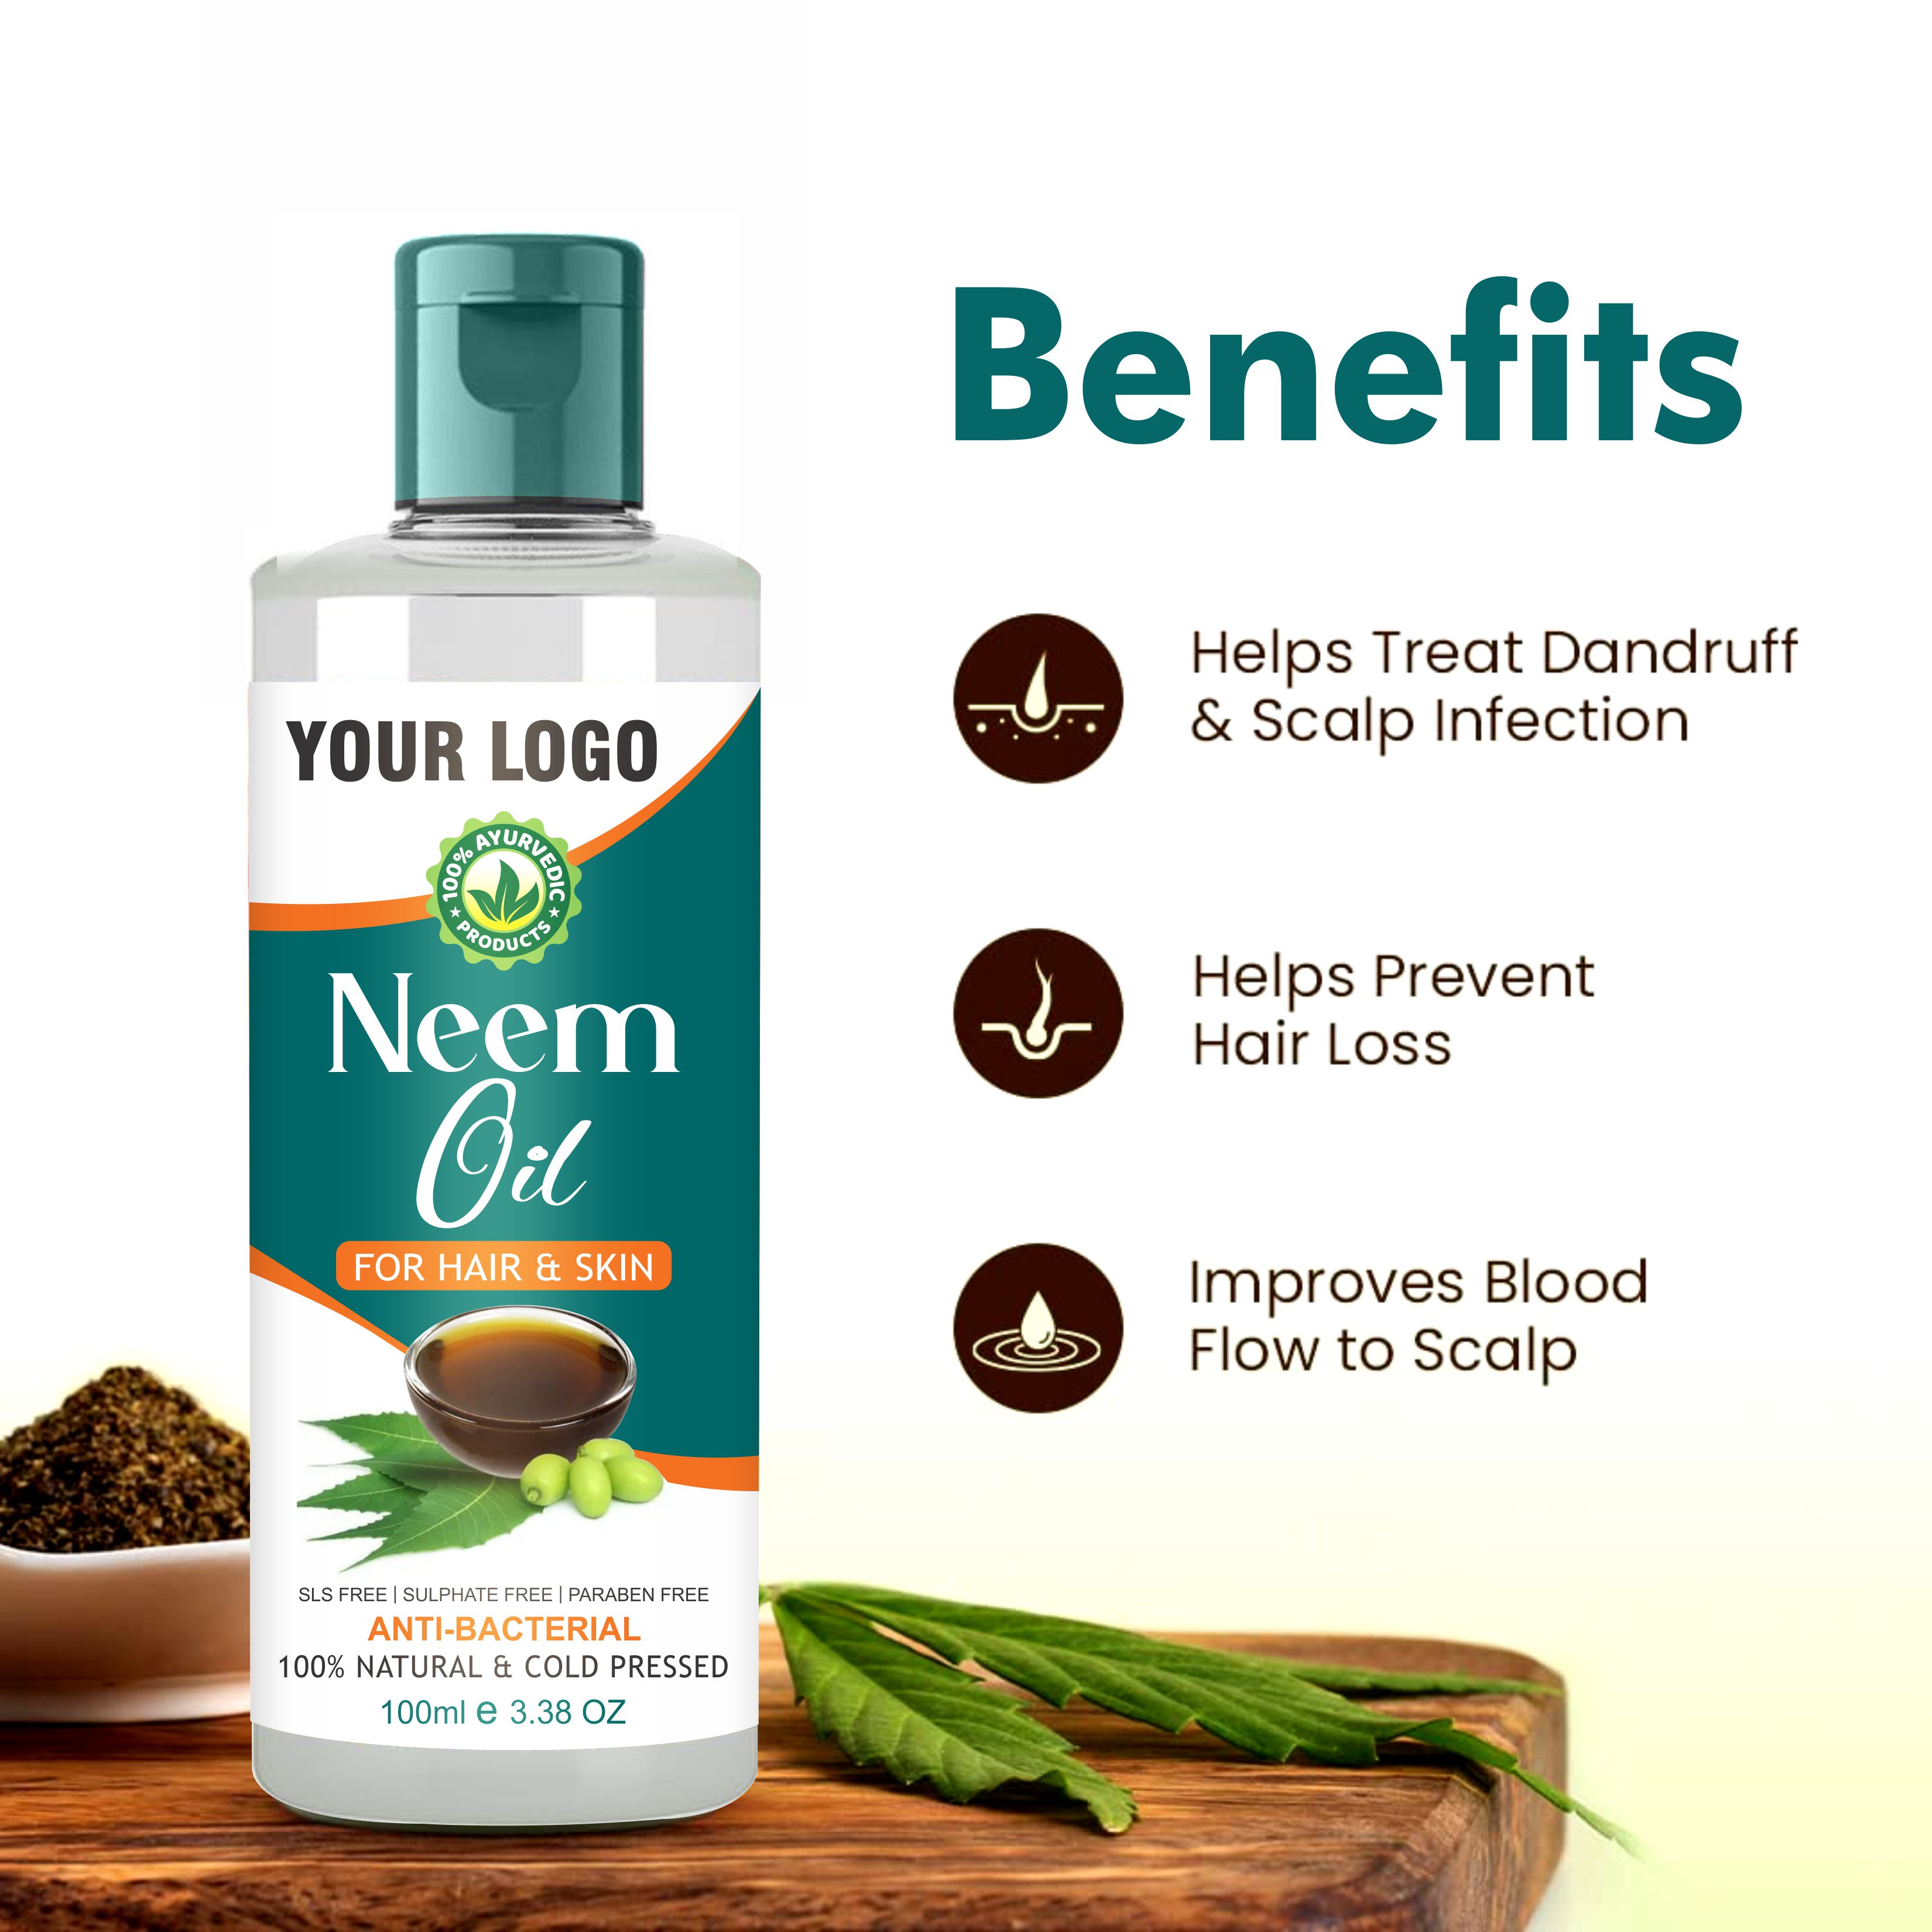 Benefits
Helps Treat Dandruff
& Scalp Infection
Helps Prevent
Hair Loss
Improves Blood
Flow to Scalp
YOUR LOGO
100% AYURVEDIC
PRODUCTS
Neem
Oil
FOR HAIR & SKIN
SLS FREE | SULPHATE FREE | PARABEN FREE
ANTI-BACTERIAL
100% NATURAL & COLD PRESSED
100ml e 3.38 OZ